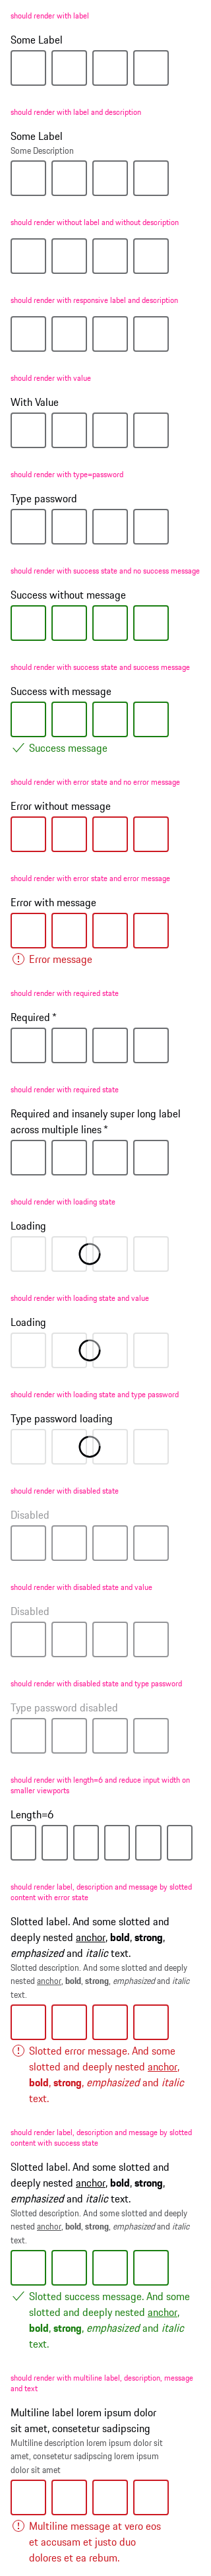 should render with label
Some Label
should render with label and description
Some Label
Some Description
should render without label and without description
should render with responsive label and description
should render with value
With Value
should render with type=password
Type password
should render with success state and no success message
Success without message
should render with success state and success message
Success with message
Success message
should render with error state and no error message
Error without message
should render with error state and error message
Error with message
Error message
should render with required state
Required *
should render with required state
Required and insanely super long label
across multiple lines *
should render with loading state
Loading
should render with loading state and value
Loading
should render with loading state and type password
Type password loading
should render with disabled state
Disabled
should render with disabled state and value
Disabled
should render with disabled state and type password
Type password disabled
should render with length=6 and reduce input width on
smaller viewports
Length=6
should render label, description and message by slotted
content with error state
Slotted label. And some slotted and
deeply nested anchor, bold, strong,
emphasized and italic text.
Slotted description. And some slotted and deeply
nested anchor, bold, strong, emphasized and italic
text.
Slotted error message. And some
slotted and deeply nested anchor,
bold, strong, emphasized and italic
text.
should render label, description and message by slotted
content with success state
Slotted label. And some slotted and
deeply nested anchor, bold, strong,
emphasized and italic text.
Slotted description. And some slotted and deeply
nested anchor, bold, strong, emphasized and italic
text.
Slotted success message. And some
slotted and deeply nested anchor,
bold, strong, emphasized and italic
text.
should render with multiline label, description, message
and text
Multiline label lorem ipsum dolor
sit amet, consetetur sadipscing
Multiline description lorem ipsum dolor sit
amet, consetetur sadipscing lorem ipsum
dolor sit amet
Multiline message at vero eos
et accusam et justo duo
dolores et ea rebum.